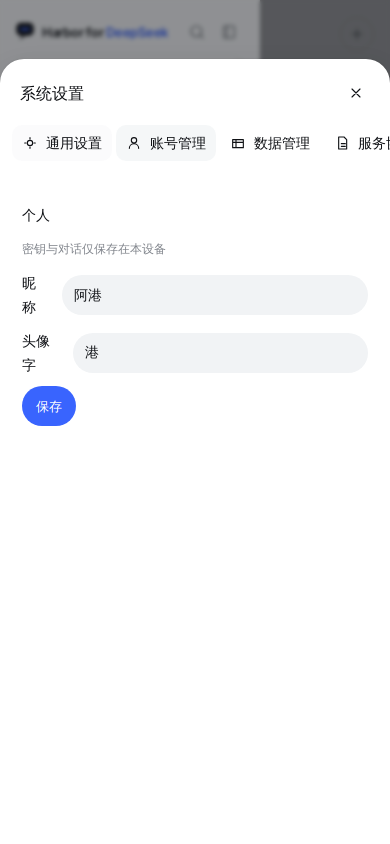 Harbor for DeepSeek
系统设置
通用设置
账号管理
数据管理
个人
密钥与对话仅保存在本设备
昵
称
阿港
头像
字
港
保存